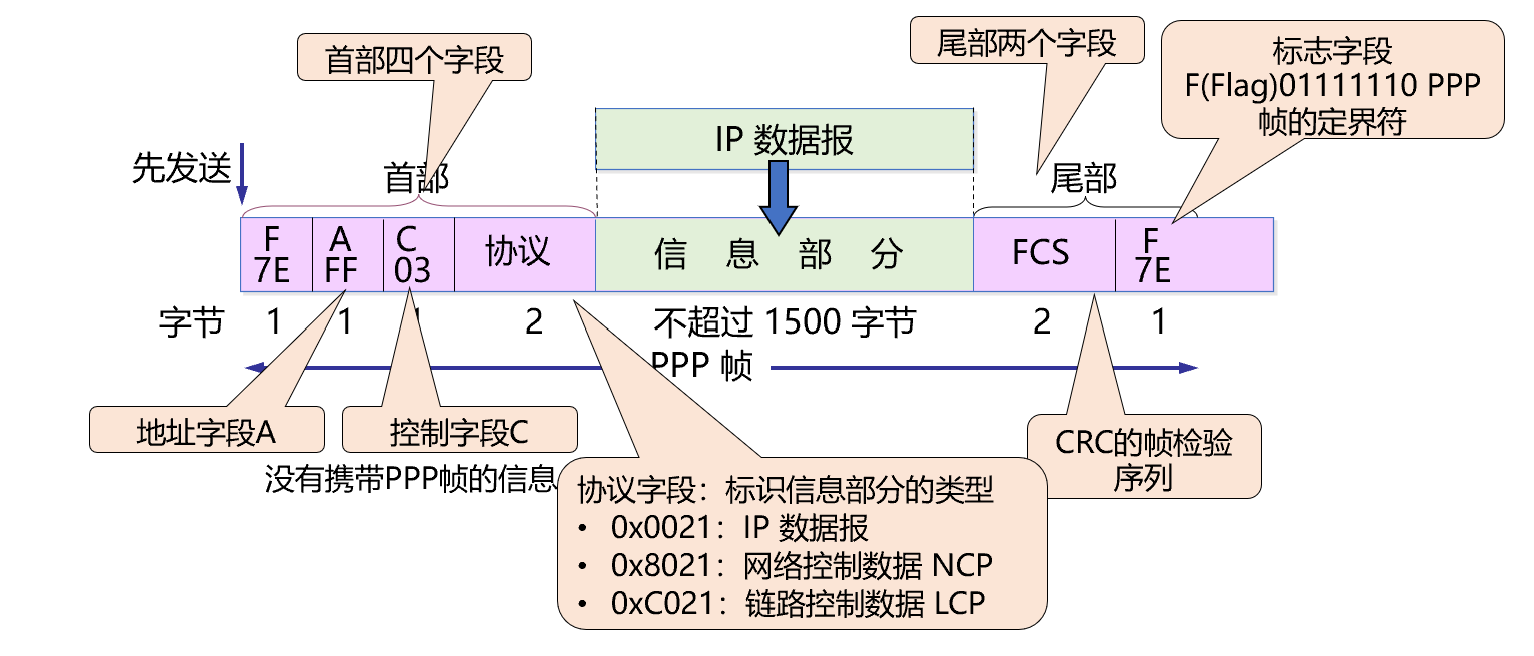 首部四个字段
尾部两个字段
标志字段
F(Flag)01111110 PPP
帧的定界符
IP 数据报
先发送
首部
尾部
F
7E
A
FF
C
03
协议
信 息 部 分
FCS
F
7E
字节
1
1
2
不超过 1500 字节
2
1
PPP 帧
地址字段A
控制字段C
没有携带PPP帧的信息
CRC的帧检验
序列
协议字段：标识信息部分的类型
• 0x0021：IP 数据报
• 0x8021：网络控制数据 NCP
• 0xC021：链路控制数据 LCP